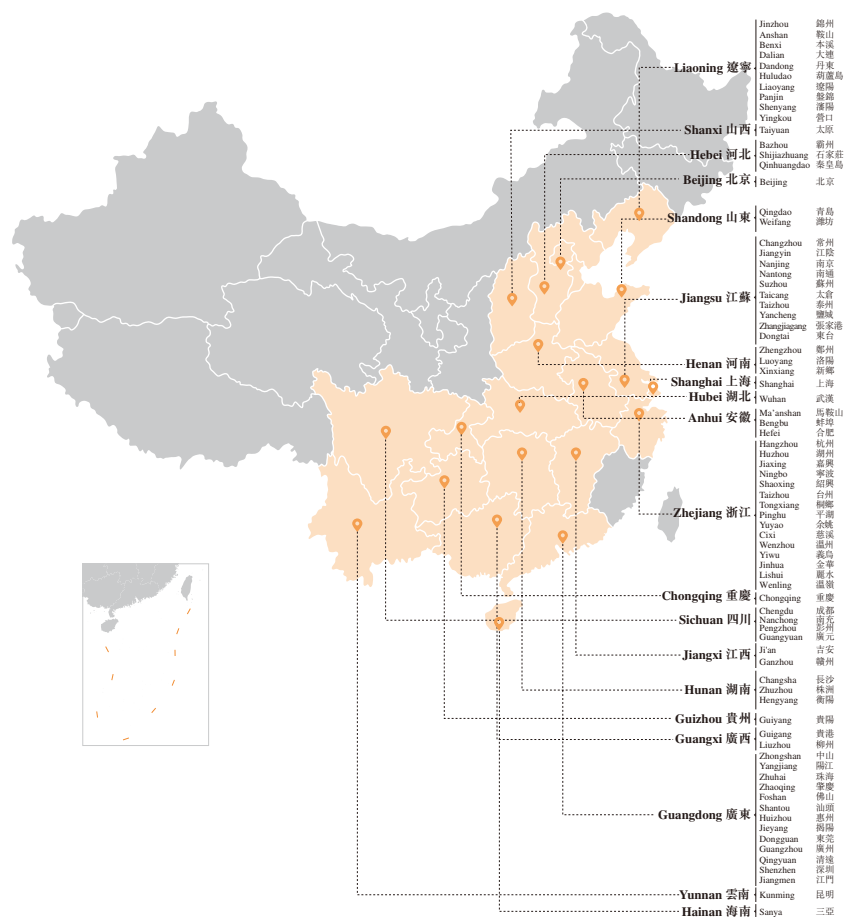 Liaoning 遼寧
Jinzhou 錦州
Anshan 鞍山
Benxi 本溪
Dalian 大連
Dandong 丹東
Huludao 葫蘆島
Liaoyang 遼陽
Panjin 盤錦
Shenyang 瀋陽
Yingkou 營口
Shanxi 山西
Taiyuan 太原
Hebei 河北
Bazhou 霸州
Shijiazhuang 石家莊
Qinhuangdao 秦皇島
Beijing 北京
Beijing 北京
Shandong 山東
Qingdao 青島
Weifang 濰坊
Jiangsu 江蘇
Changzhou 常州
Jiangyin 江陰
Nanjing 南京
Nantong 南通
Suzhou 蘇州
Taicang 太倉
Taizhou 泰州
Yancheng 鹽城
Zhangjiagang 張家港
Dongtai 東台
Henan 河南
Zhengzhou 鄭州
Luoyang 洛陽
Xinxiang 新鄉
Shanghai 上海
Shanghai 上海
Hubei 湖北
Wuhan 武漢
Anhui 安徽
Ma'anshan 馬鞍山
Bengbu 蚌埠
Hefei 合肥
Zhejiang 浙江
Hangzhou 杭州
Huzhou 湖州
Jiaxing 嘉興
Ningbo 寧波
Shaoxing 紹興
Taizhou 台州
Tongxiang 桐鄉
Pinghu 平湖
Yuyao 余姚
Cixi 慈溪
Wenzhou 溫州
Yiwu 義烏
Jinhua 金華
Lishui 麗水
Wenling 溫嶺
Chongqing 重慶
Chongqing 重慶
Sichuan 四川
Chengdu 成都
Nanchong 南充
Pengzhou 彭州
Guangyuan 廣元
Jiangxi 江西
Ji'an 吉安
Ganzhou 贛州
Hunan 湖南
Changsha 長沙
Zhuzhou 株洲
Hengyang 衡陽
Guizhou 貴州
Guiyang 貴陽
Guangxi 廣西
Guigang 貴港
Liuzhou 柳州
Guangdong 廣東
Zhongshan 中山
Yangjiang 陽江
Zhuhai 珠海
Zhaoqing 肇慶
Foshan 佛山
Shantou 汕頭
Huizhou 惠州
Jieyang 揭陽
Dongguan 東莞
Guangzhou 廣州
Qingyuan 清遠
Shenzhen 深圳
Jiangmen 江門
Yunnan 雲南
Kunming 昆明
Hainan 海南
Sanya 三亞